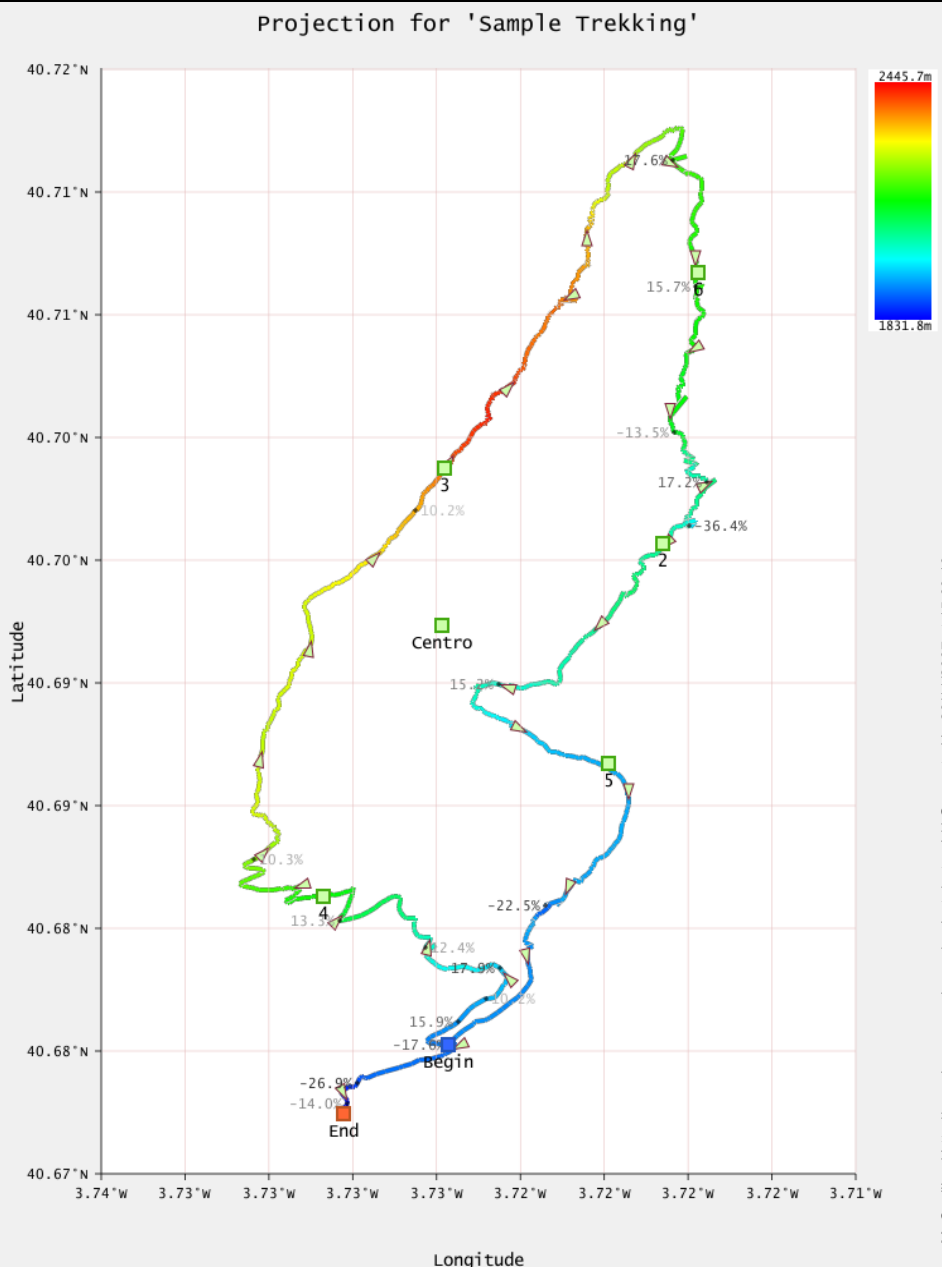 Projection for 'Sample Trekking'
40.72°N
2445.7m
17.6%
40.71°N
15.7%
6
40.71°N
1831.8m
-13.5%
40.70°N
3
17.2%
10.2%
-36.4%
2
40.70°N
Centro
Latitude
15.2%
40.69°N
5
40.69°N
10.3%
-22.5%
4
13.3%
40.68°N
12.4%
17.9%
10.2%
15.9%
40.68°N
Begin
-26.9%
-14.0%
End
40.67°N
3.74°W 3.73°W 3.73°W 3.73°W 3.73°W 3.72°W 3.72°W 3.72°W 3.72°W 3.71°W
Longitude